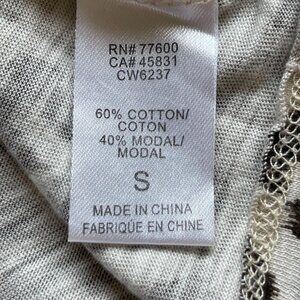 RN# 77600
CA# 45831
CW6237
60% COTTON/
COTON
40% MODAL/
MODAL
S
MADE IN CHINA
FABRIQUÉ EN CHINE